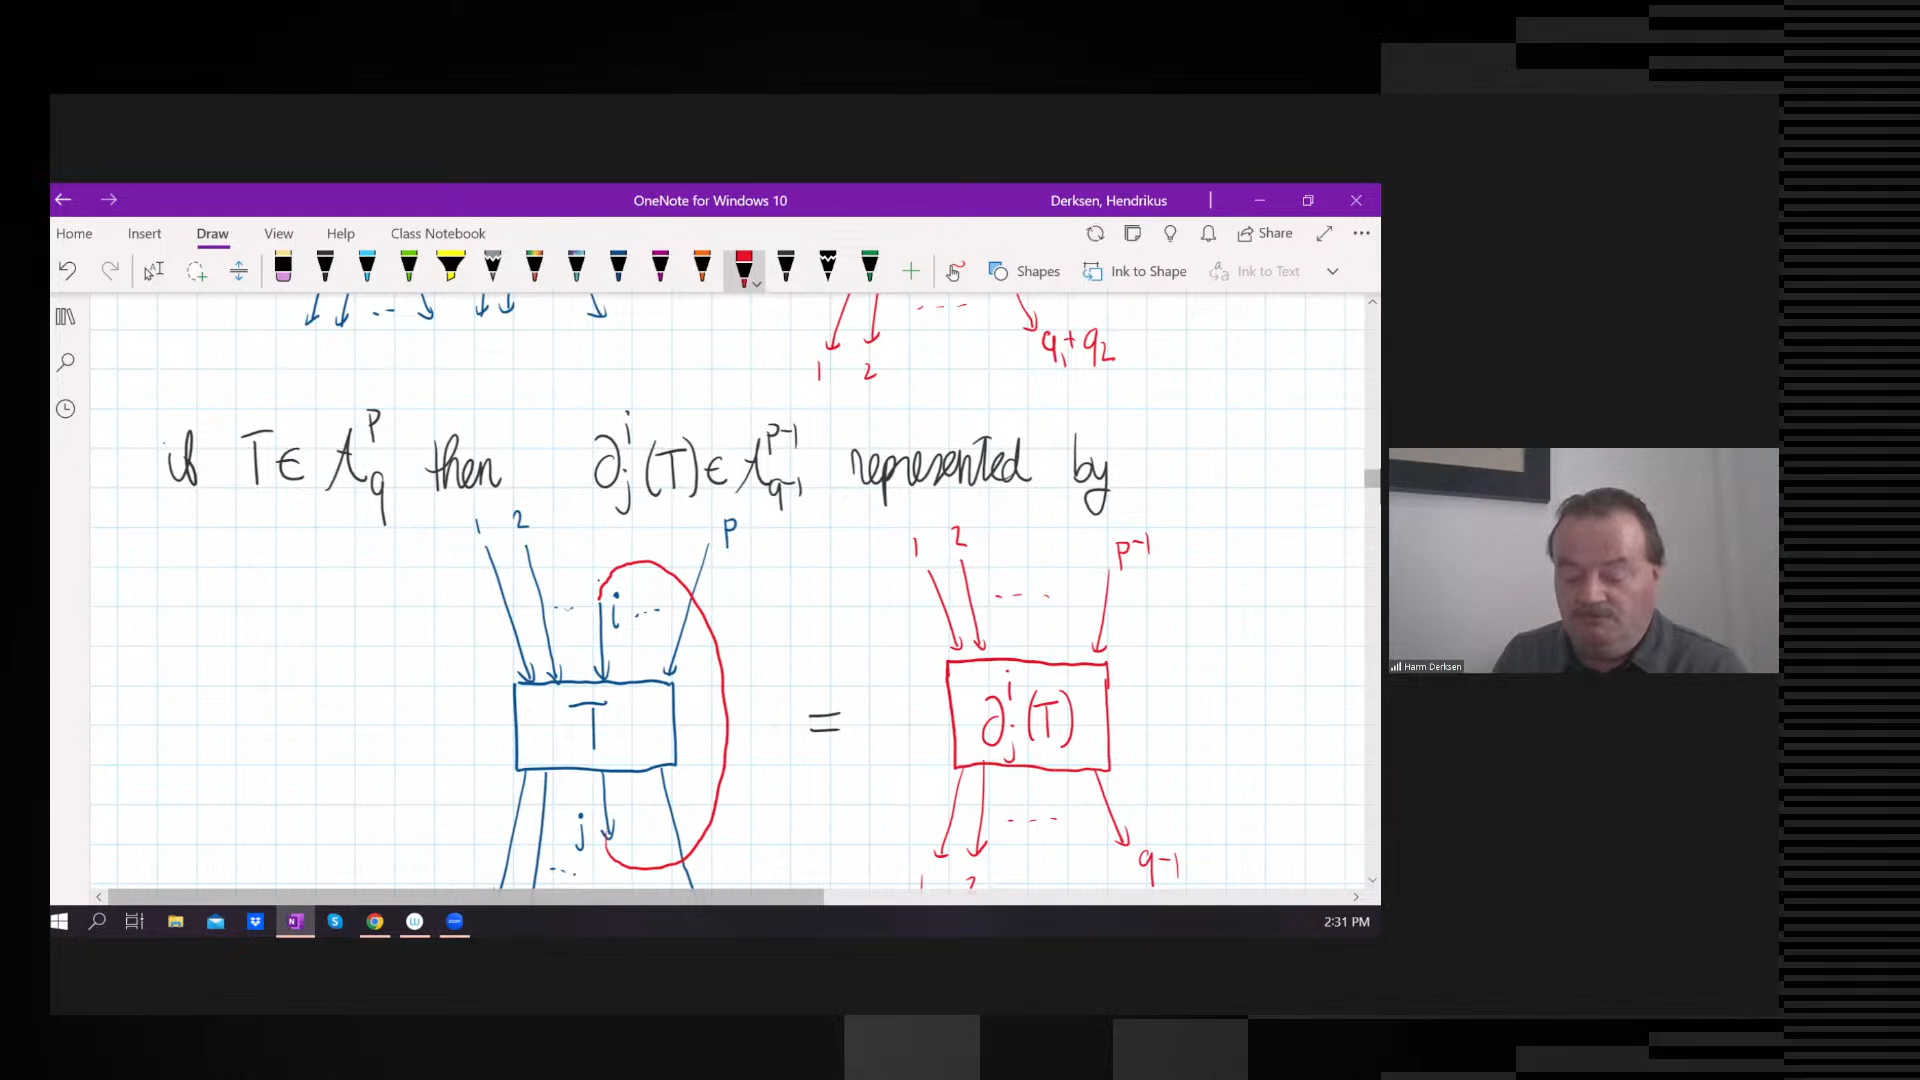 OneNote for Windows 10
Derksen, Hendrikus
Home Insert Draw View Help Class Notebook
Share
Shapes Ink to Shape Ink to Text
1 2 q₁+q₂
if T ∈ 𝒜^p_q then ∂^i_j(T) ∈ 𝒜^{p-1}_{q-1} represented by
1 2 ... i ... p
1 2 .... p-1
T = ∂^i_j(T)
j ...
.... q-1
1 2
Harm Derksen
2:31 PM